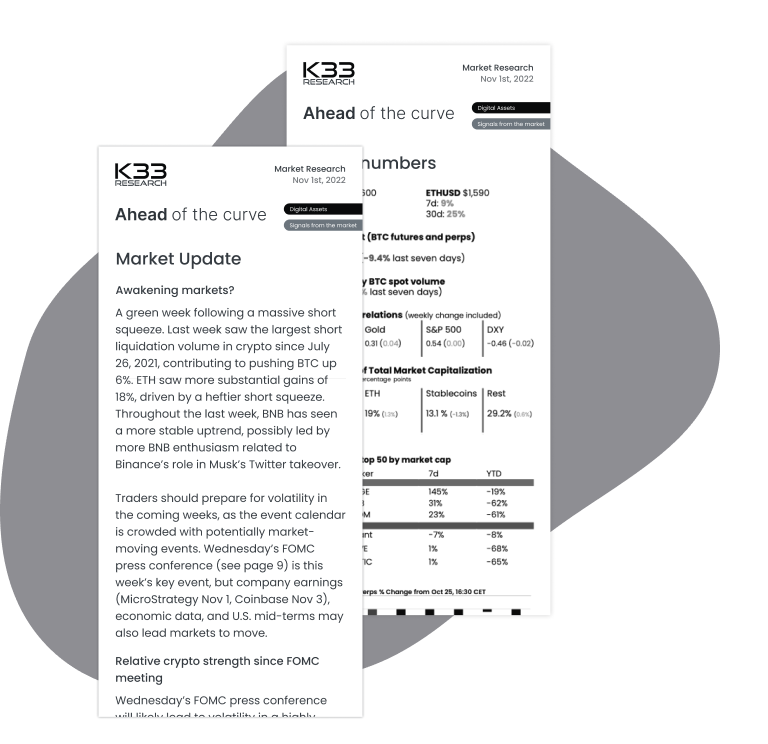 K33
RESEARCH
Market Research
Nov 1st, 2022
Ahead of the curve
Digital Assets
Signals from the market
Market Update
Awakening markets?
A green week following a massive short
squeeze. Last week saw the largest short
liquidation volume in crypto since July
26, 2021, contributing to pushing BTC up
6%. ETH saw more substantial gains of
18%, driven by a heftier short squeeze.
Throughout the last week, BNB has seen
a more stable uptrend, possibly led by
more BNB enthusiasm related to
Binance’s role in Musk’s Twitter takeover.
Traders should prepare for volatility in
the coming weeks, as the event calendar
is crowded with potentially market-
moving events. Wednesday’s FOMC
press conference (see page 9) is this
week’s key event, but company earnings
(MicroStrategy Nov 1, Coinbase Nov 3),
economic data, and U.S. mid-terms may
also lead markets to move.
Relative crypto strength since FOMC
meeting
Wednesday’s FOMC press conference
will likely lead to volatility in a highly
K33
RESEARCH
Market Research
Nov 1st, 2022
Ahead of the curve
Digital Assets
Signals from the market
numbers
ETHUSD $1,590
7d: 9%
30d: 25%
(BTC futures and perps)
-9.4% last seven days)
BTC spot volume
last seven days)
relations (weekly change included)
Gold S&P 500 DXY
0.31 (0.04) 0.54 (0.00) -0.46 (-0.02)
of Total Market Capitalization
percentage points
ETH Stablecoins Rest
19% (1.3%) 13.1 % (-1.3%) 29.2% (0.6%)
top 50 by market cap
7d YTD
145% -19%
31% -62%
23% -61%
-7% -8%
1% -68%
1% -65%
erps % Change from Oct 25, 16:30 CET